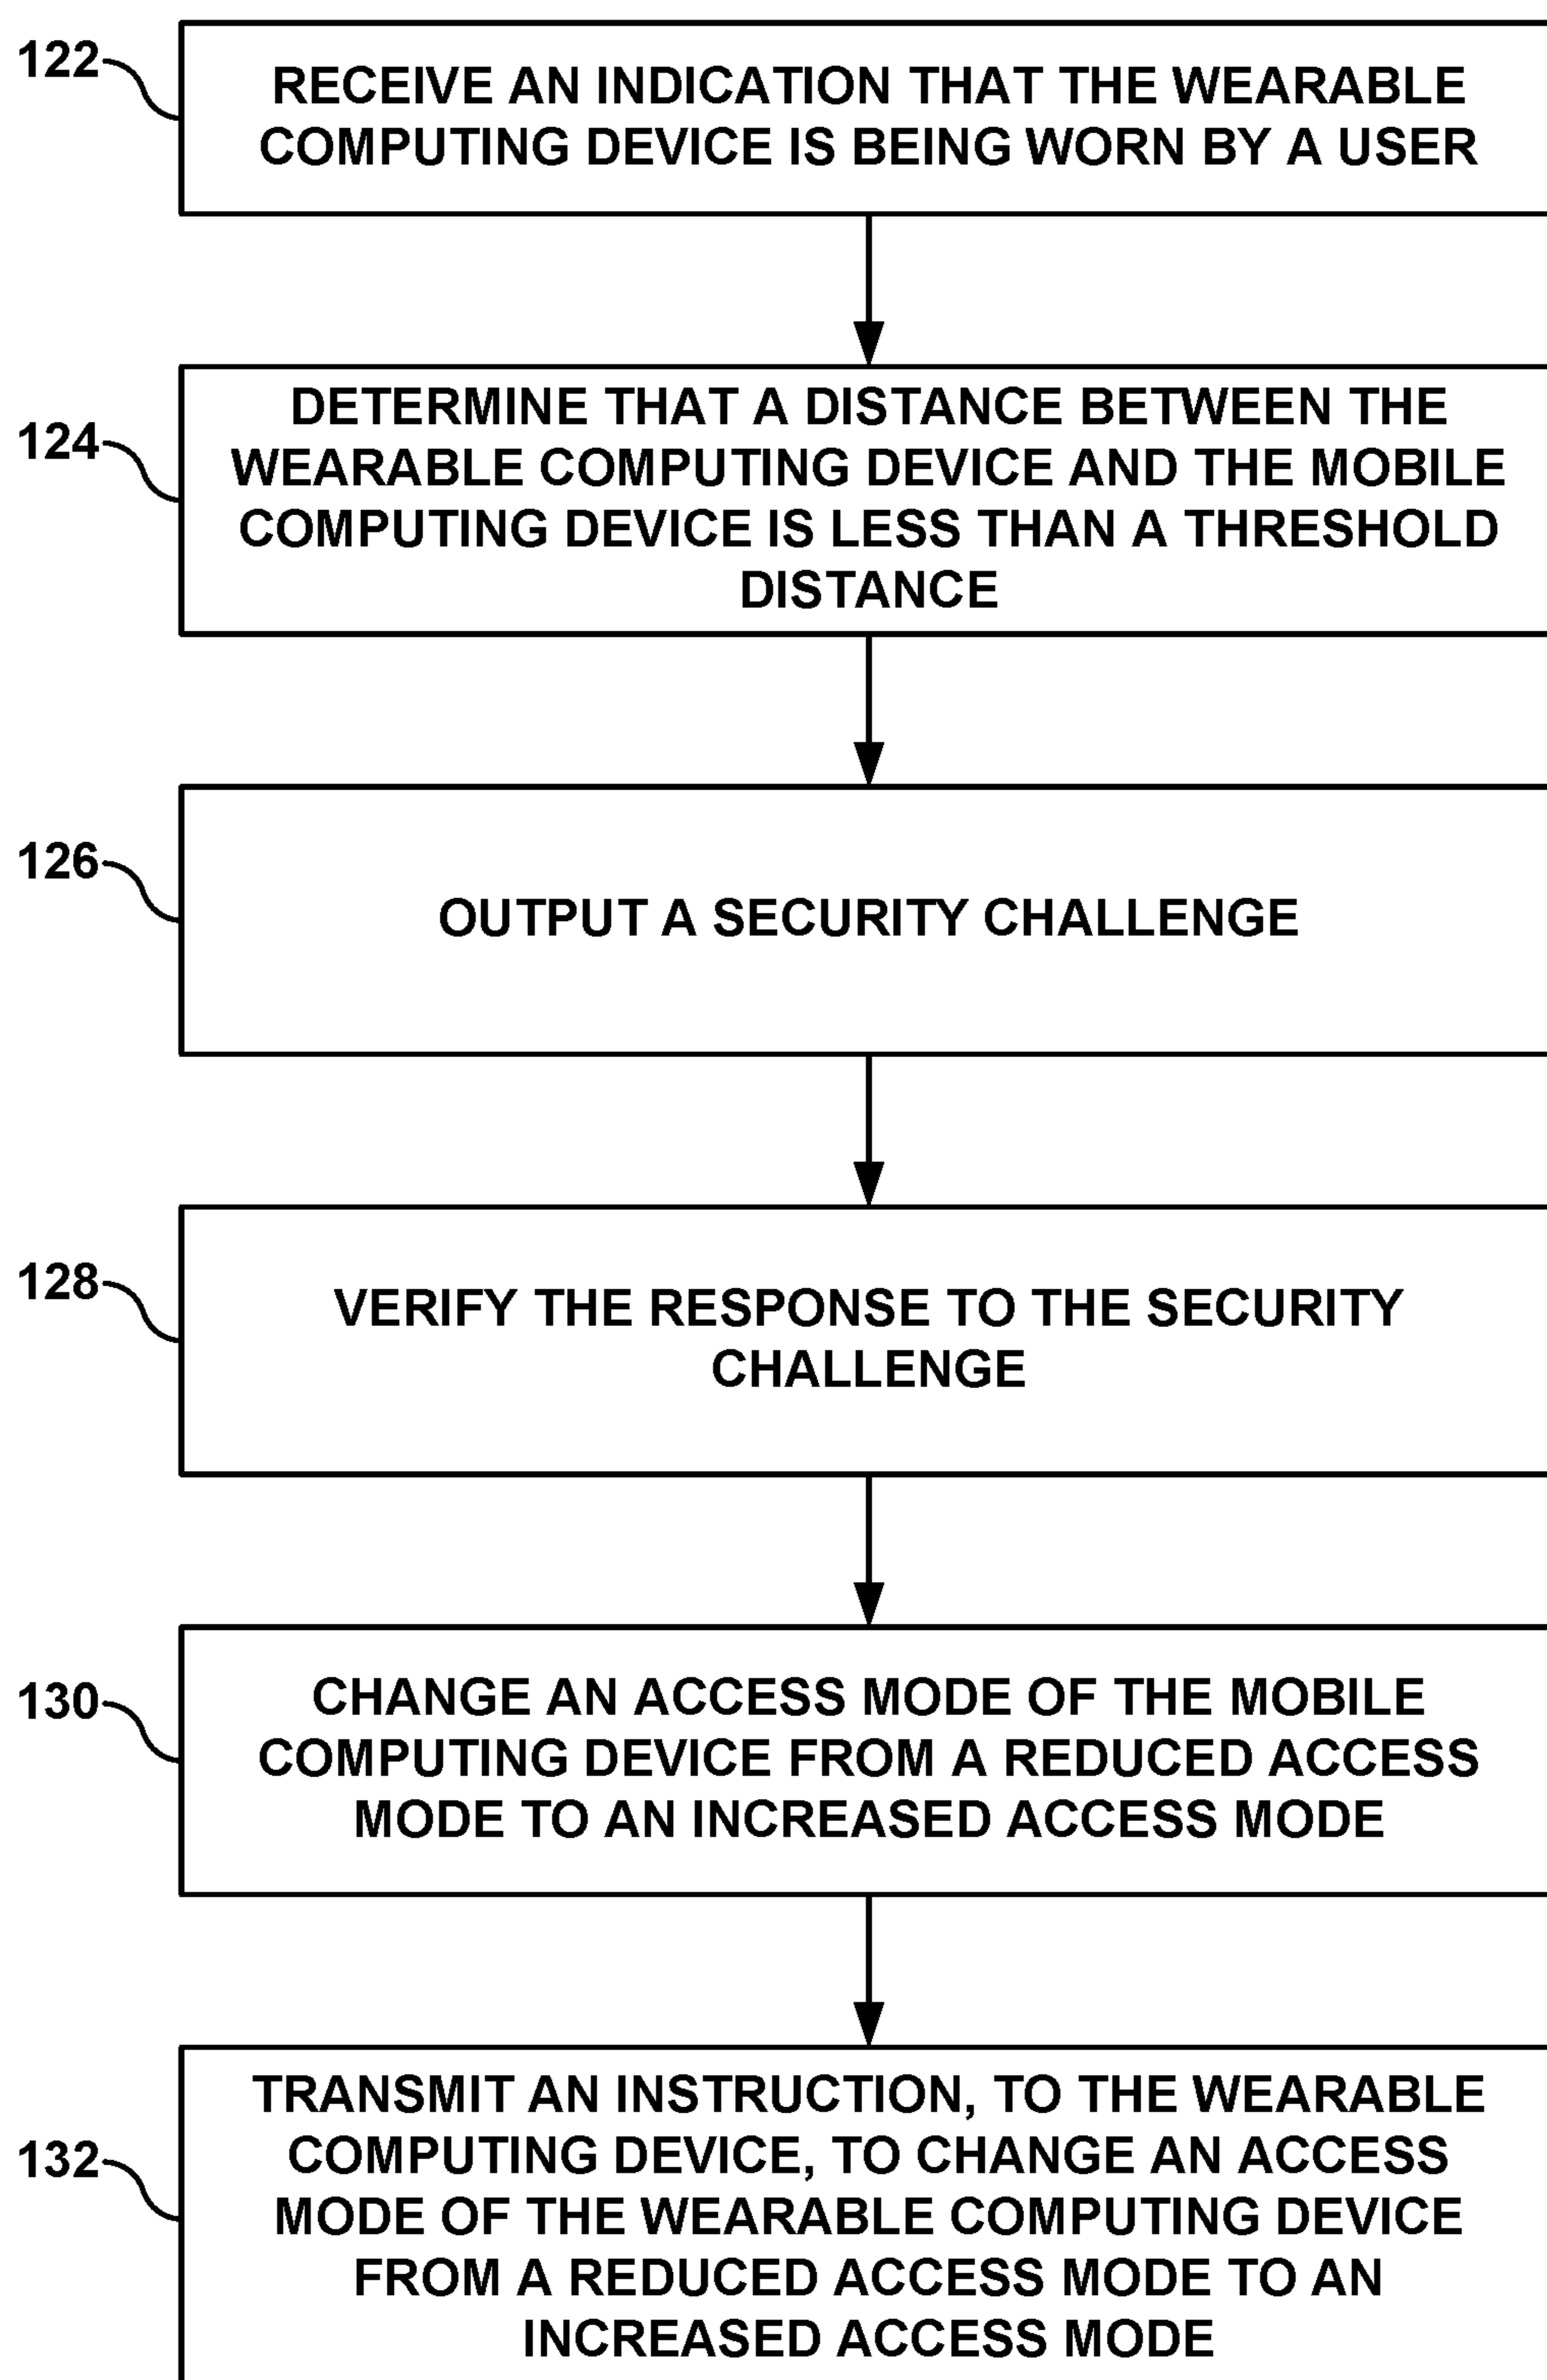 122
RECEIVE AN INDICATION THAT THE WEARABLE
COMPUTING DEVICE IS BEING WORN BY A USER
124
DETERMINE THAT A DISTANCE BETWEEN THE
WEARABLE COMPUTING DEVICE AND THE MOBILE
COMPUTING DEVICE IS LESS THAN A THRESHOLD
DISTANCE
126
OUTPUT A SECURITY CHALLENGE
128
VERIFY THE RESPONSE TO THE SECURITY
CHALLENGE
130
CHANGE AN ACCESS MODE OF THE MOBILE
COMPUTING DEVICE FROM A REDUCED ACCESS
MODE TO AN INCREASED ACCESS MODE
132
TRANSMIT AN INSTRUCTION, TO THE WEARABLE
COMPUTING DEVICE, TO CHANGE AN ACCESS
MODE OF THE WEARABLE COMPUTING DEVICE
FROM A REDUCED ACCESS MODE TO AN
INCREASED ACCESS MODE